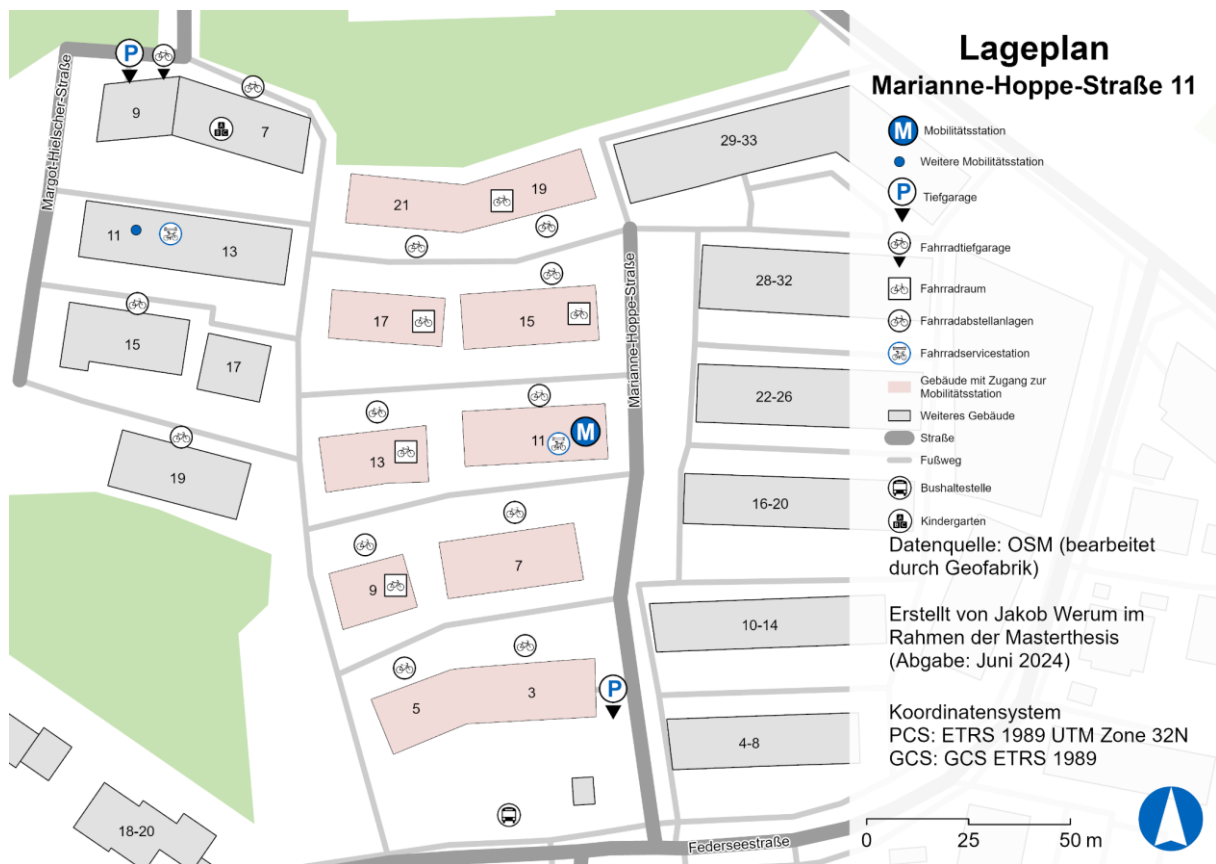 Lageplan
Marianne-Hoppe-Straße 11
M Mobilitätsstation
Weitere Mobilitätsstation
P Tiefgarage
Fahrradtiefgarage
Fahrradraum
Fahrradabstellanlagen
Fahrradservicestation
Gebäude mit Zugang zur
Mobilitätsstation
Weiteres Gebäude
Straße
Fußweg
Bushaltestelle
A
B C
Kindergarten
Datenquelle: OSM (bearbeitet
durch Geofabrik)
Erstellt von Jakob Werum im
Rahmen der Masterthesis
(Abgabe: Juni 2024)
Koordinatensystem
PCS: ETRS 1989 UTM Zone 32N
GCS: GCS ETRS 1989
0 25 50 m
Margot-Hielscher-Straße
P
9
A
B C
7
11
13
15
17
19
21
19
29-33
17
15
28-32
Marianne-Hoppe-Straße
22-26
13
11
M
16-20
9
7
10-14
5
3
P
4-8
18-20
Federseestraße